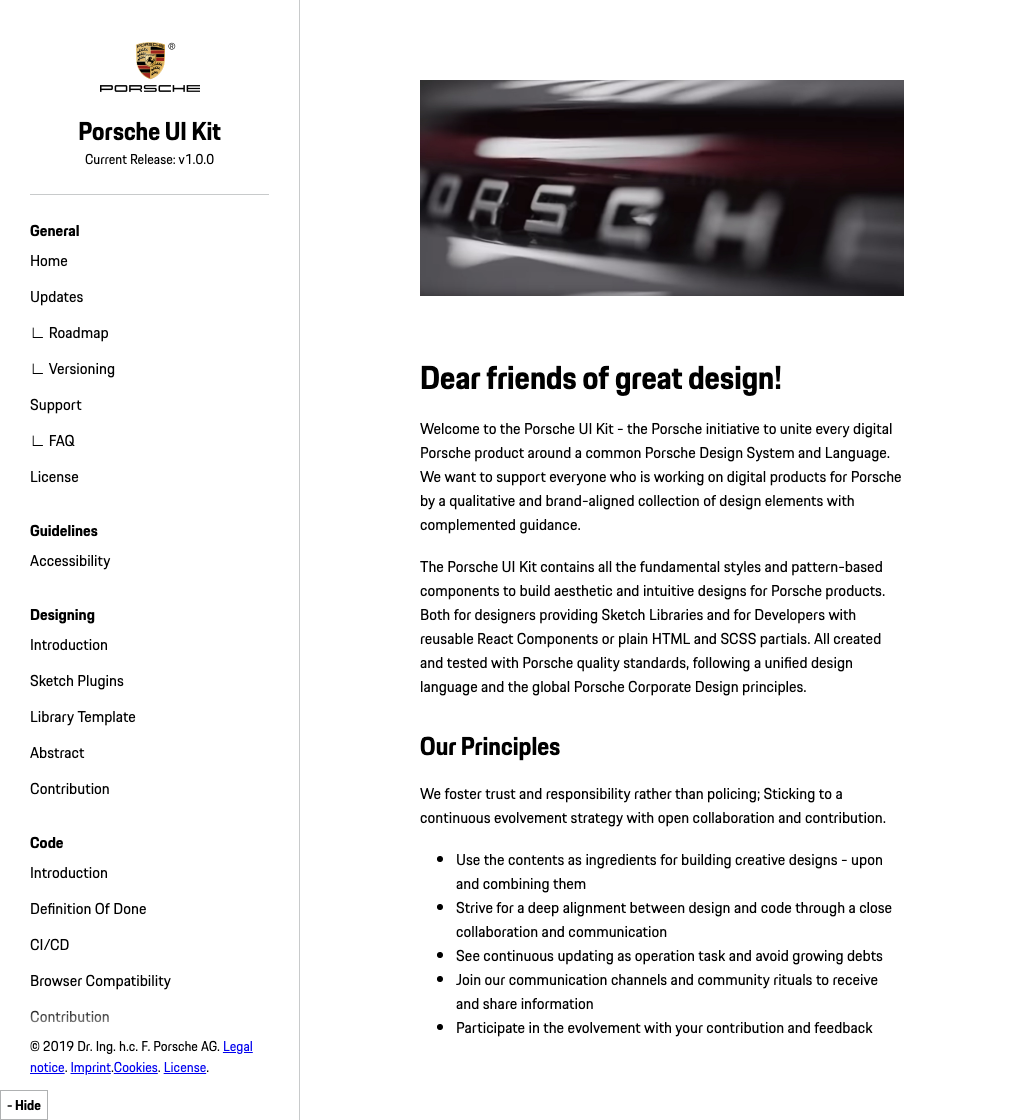 PORSCHE
®
PORSCHE
Porsche UI Kit
Current Release: v1.0.0
General
Home
Updates
∟ Roadmap
∟ Versioning
Support
∟ FAQ
License
Guidelines
Accessibility
Designing
Introduction
Sketch Plugins
Library Template
Abstract
Contribution
Code
Introduction
Definition Of Done
CI/CD
Browser Compatibility
Contribution
© 2019 Dr. Ing. h.c. F. Porsche AG. Legal
notice. Imprint.Cookies. License.
- Hide
ORSCHE
Dear friends of great design!
Welcome to the Porsche UI Kit - the Porsche initiative to unite every digital
Porsche product around a common Porsche Design System and Language.
We want to support everyone who is working on digital products for Porsche
by a qualitative and brand-aligned collection of design elements with
complemented guidance.
The Porsche UI Kit contains all the fundamental styles and pattern-based
components to build aesthetic and intuitive designs for Porsche products.
Both for designers providing Sketch Libraries and for Developers with
reusable React Components or plain HTML and SCSS partials. All created
and tested with Porsche quality standards, following a unified design
language and the global Porsche Corporate Design principles.
Our Principles
We foster trust and responsibility rather than policing; Sticking to a
continuous evolvement strategy with open collaboration and contribution.
• Use the contents as ingredients for building creative designs - upon
and combining them
• Strive for a deep alignment between design and code through a close
collaboration and communication
• See continuous updating as operation task and avoid growing debts
• Join our communication channels and community rituals to receive
and share information
• Participate in the evolvement with your contribution and feedback